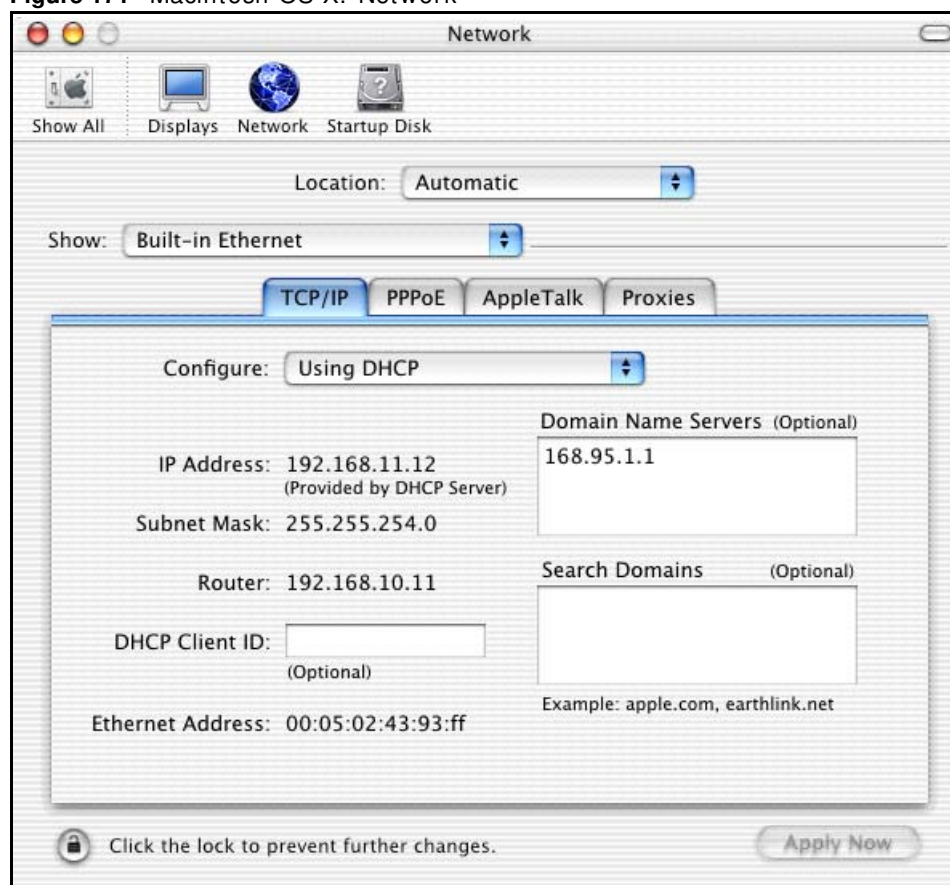 Figure 171 Macintosh OS X: Network
Network
Show All
Displays
Network
Startup Disk
Location: Automatic
Show: Built-in Ethernet
TCP/IP
PPPoE
AppleTalk
Proxies
Configure: Using DHCP
Domain Name Servers (Optional)
168.95.1.1
IP Address: 192.168.11.12
(Provided by DHCP Server)
Subnet Mask: 255.255.254.0
Router: 192.168.10.11
Search Domains (Optional)
DHCP Client ID:
(Optional)
Example: apple.com, earthlink.net
Ethernet Address: 00:05:02:43:93:ff
Click the lock to prevent further changes.
Apply Now